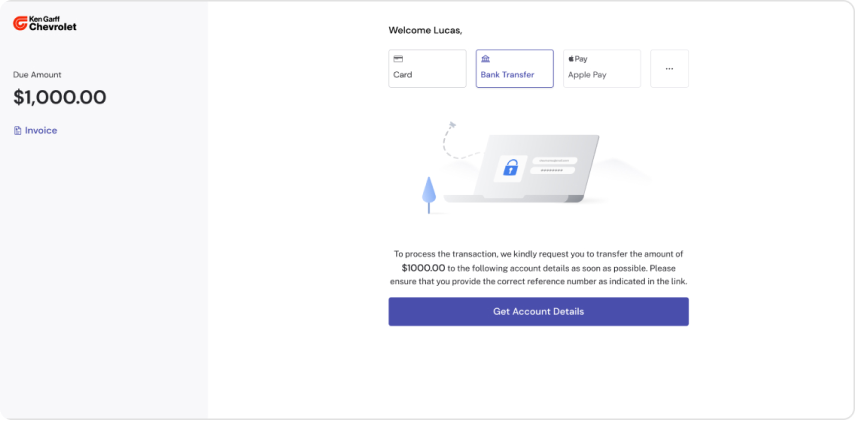 Ken Garff
Chevrolet
Due Amount
$1,000.00
Invoice
Welcome Lucas,
Card
Bank Transfer
Pay
Apple Pay
...
To process the transaction, we kindly request you to transfer the amount of
$1000.00 to the following account details as soon as possible. Please
ensure that you provide the correct reference number as indicated in the link.
Get Account Details